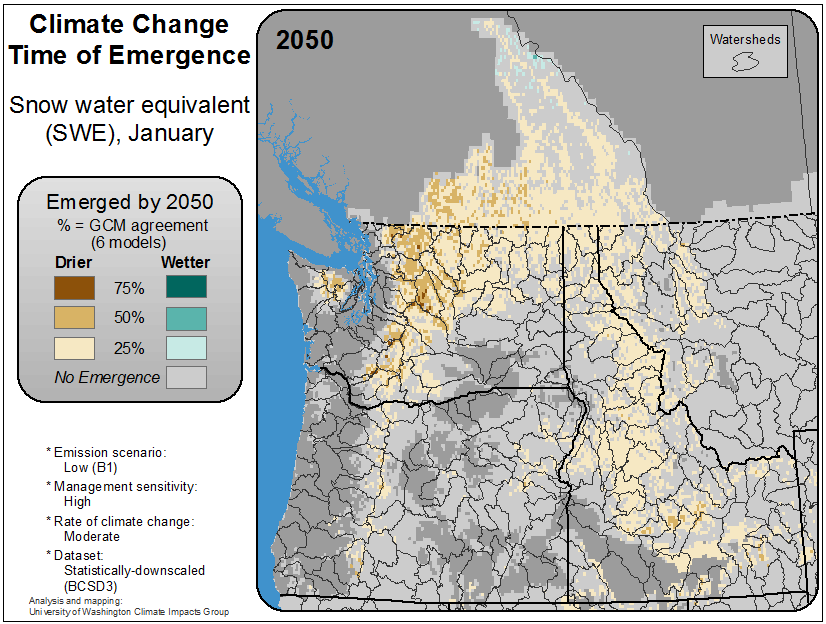 Climate Change
Time of Emergence
Snow water equivalent
(SWE), January
Emerged by 2050
% = GCM agreement
(6 models)
Drier
Wetter
75%
50%
25%
No Emergence
* Emission scenario:
Low (B1)
* Management sensitivity:
High
* Rate of climate change:
Moderate
* Dataset:
Statistically-downscaled
(BCSD3)
Analysis and mapping:
University of Washington Climate Impacts Group
2050
Watersheds